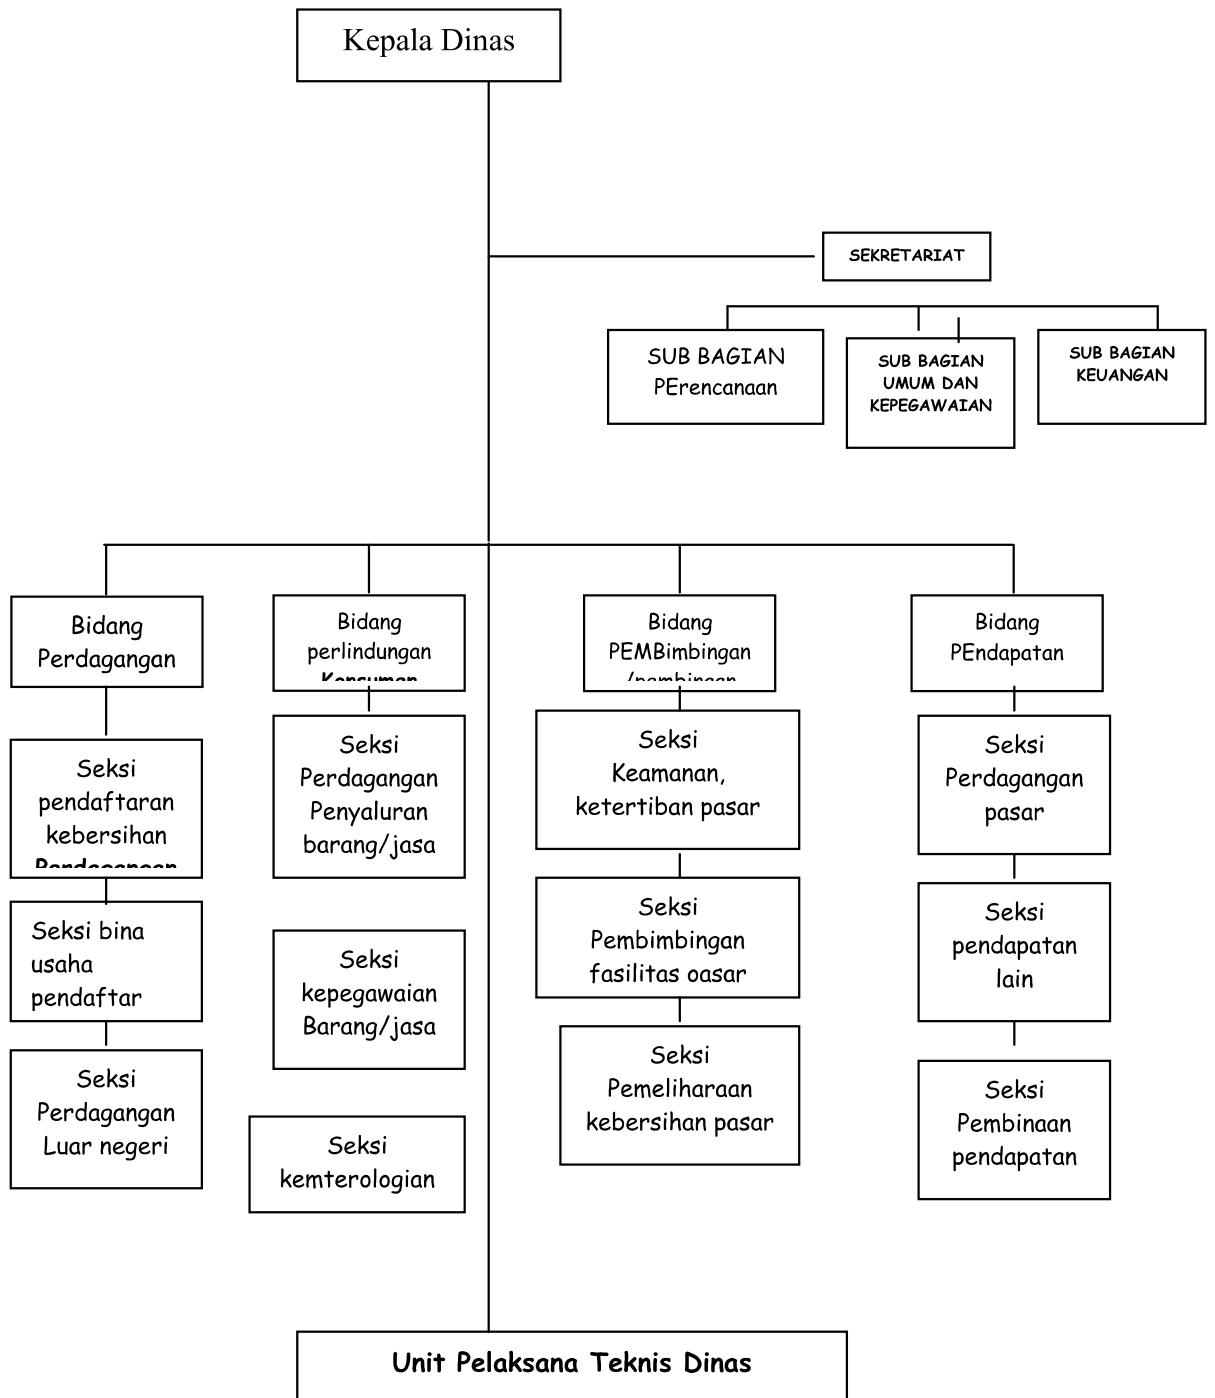 Kepala Dinas
SEKRETARIAT
SUB BAGIAN
PErencanaan
SUB BAGIAN
UMUM DAN
KEPEGAWAIAN
SUB BAGIAN
KEUANGAN
Bidang
Perdagangan
Bidang
perlindungan
Konsumen
Bidang
PEMBimbingan
Bidang
PEndapatan
Seksi
pendaftaran
kebersihan
Perdagangan
Seksi bina
usaha
pendaftar
Seksi
Perdagangan
Luar negeri
Seksi
Perdagangan
Penyaluran
barang/jasa
Seksi
kepegawaian
Barang/jasa
Seksi
kemterologian
Seksi
Keamanan,
ketertiban pasar
Seksi
Pembimbingan
fasilitas oasar
Seksi
Pemeliharaan
kebersihan pasar
Seksi
Perdagangan
pasar
Seksi
pendapatan
lain
Seksi
Pembinaan
pendapatan
Unit Pelaksana Teknis Dinas